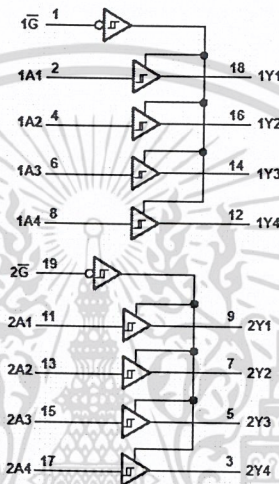 1G̅ 1
1A1 2 18 1Y1
1A2 4 16 1Y2
1A3 6 14 1Y3
1A4 8 12 1Y4
2G̅ 19
2A1 11 9 2Y1
2A2 13 7 2Y2
2A3 15 5 2Y3
2A4 17 3 2Y4